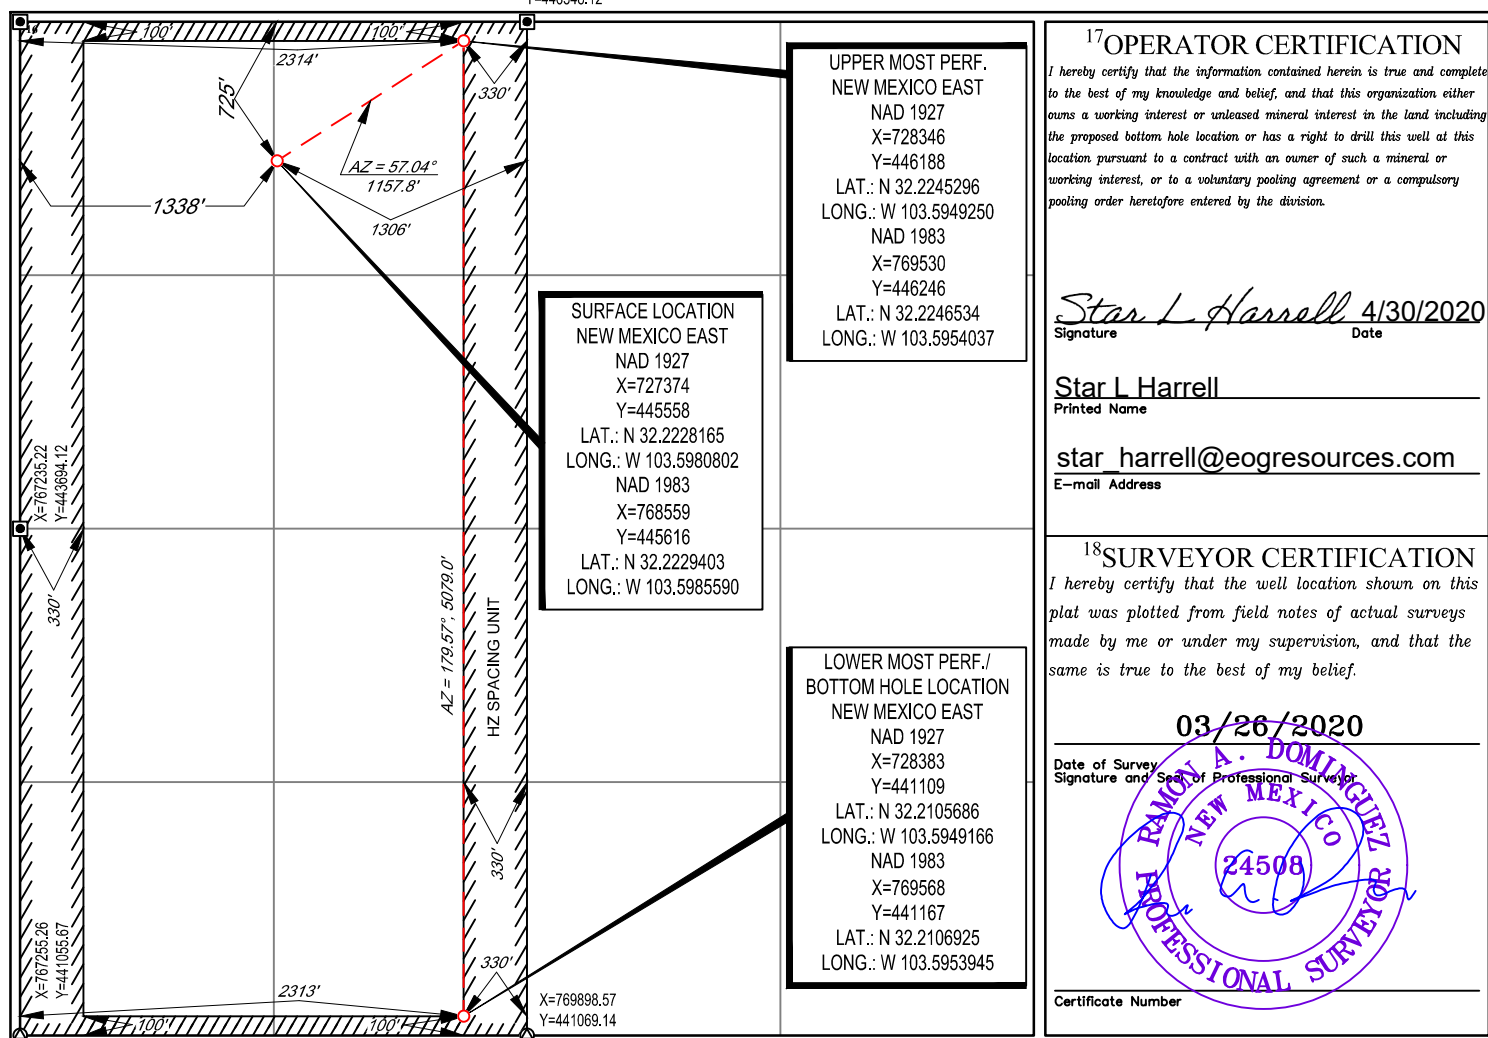 100'
100'
2314'
725'
330'
AZ = 57.04°
1157.8'
1338'
1306'
UPPER MOST PERF.
NEW MEXICO EAST
NAD 1927
X=728346
Y=446188
LAT.: N 32.2245296
LONG.: W 103.5949250
NAD 1983
X=769530
Y=446246
LAT.: N 32.2246534
LONG.: W 103.5954037
SURFACE LOCATION
NEW MEXICO EAST
NAD 1927
X=727374
Y=445558
LAT.: N 32.2228165
LONG.: W 103.5980802
NAD 1983
X=768559
Y=445616
LAT.: N 32.2229403
LONG.: W 103.5985590
X=767235.22
Y=443694.12
330'
AZ = 179.57°, 5079.0'
HZ SPACING UNIT
330'
LOWER MOST PERF./
BOTTOM HOLE LOCATION
NEW MEXICO EAST
NAD 1927
X=728383
Y=441109
LAT.: N 32.2105686
LONG.: W 103.5949166
NAD 1983
X=769568
Y=441167
LAT.: N 32.2106925
LONG.: W 103.5953945
X=767255.26
Y=441055.67
2313'
330'
100'
100'
X=769898.57
Y=441069.14
17 OPERATOR CERTIFICATION
I hereby certify that the information contained herein is true and complete
to the best of my knowledge and belief, and that this organization either
owns a working interest or unleased mineral interest in the land including
the proposed bottom hole location or has a right to drill this well at this
location pursuant to a contract with an owner of such a mineral or
working interest, or to a voluntary pooling agreement or a compulsory
pooling order heretofore entered by the division.
Star L Harrell 4/30/2020
Signature Date
Star L Harrell
Printed Name
star_harrell@eogresources.com
E-mail Address
18 SURVEYOR CERTIFICATION
I hereby certify that the well location shown on this
plat was plotted from field notes of actual surveys
made by me or under my supervision, and that the
same is true to the best of my belief.
03/26/2020
Date of Survey
Signature and Seal of Professional Surveyor
RAMON A. DOMINGUEZ
NEW MEXICO
24508
PROFESSIONAL SURVEYOR
Certificate Number